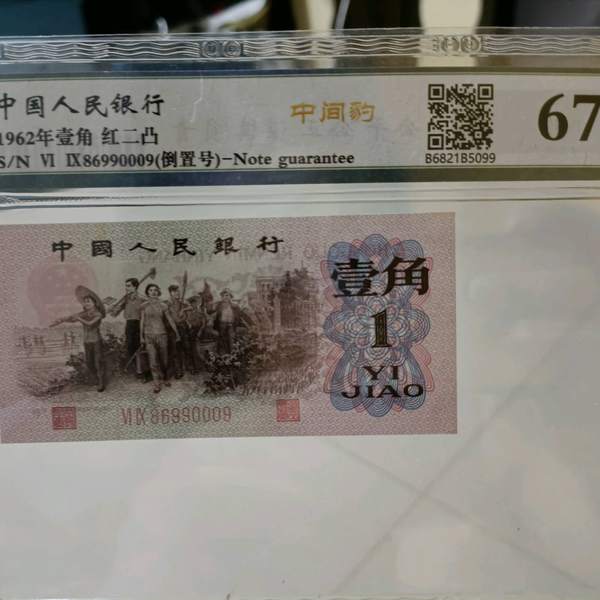 中国人民银行
1962年壹角 红二凸
S/N VI IX86990009(倒置号)-Note guarantee
中间豹
B6821B5099
67
中國人民銀行
壹角
1
YI
JIAO
VI IX 86990009